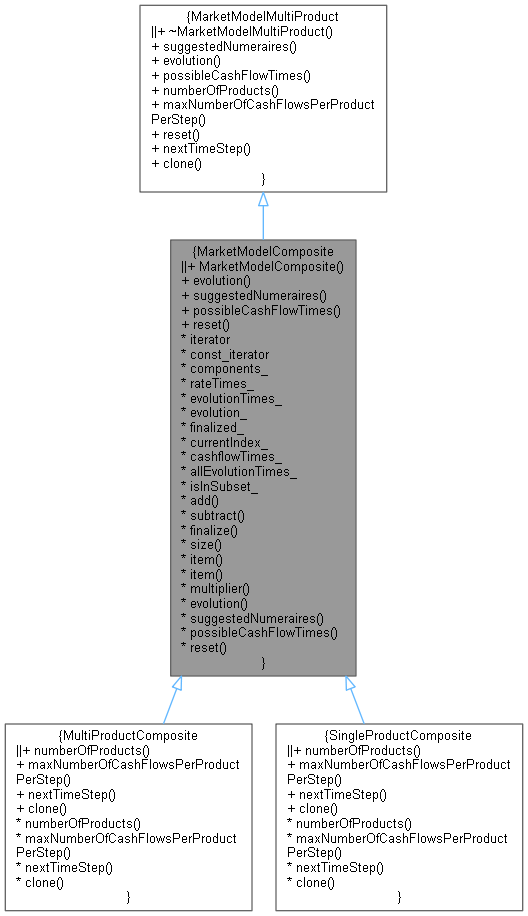 {MarketModelMultiProduct
||+ ~MarketModelMultiProduct()
+ suggestedNumeraires()
+ evolution()
+ possibleCashFlowTimes()
+ numberOfProducts()
+ maxNumberOfCashFlowsPerProduct
PerStep()
+ reset()
+ nextTimeStep()
+ clone()
}
{MarketModelComposite
||+ MarketModelComposite()
+ evolution()
+ suggestedNumeraires()
+ possibleCashFlowTimes()
+ reset()
* iterator
* const_iterator
* components_
* rateTimes_
* evolutionTimes_
* evolution_
* finalized_
* currentIndex_
* cashflowTimes_
* allEvolutionTimes_
* isInSubset_
* add()
* subtract()
* finalize()
* size()
* item()
* item()
* multiplier()
* evolution()
* suggestedNumeraires()
* possibleCashFlowTimes()
* reset()
}
{MultiProductComposite
||+ numberOfProducts()
+ maxNumberOfCashFlowsPerProduct
PerStep()
+ nextTimeStep()
+ clone()
* numberOfProducts()
* maxNumberOfCashFlowsPerProduct
PerStep()
* nextTimeStep()
* clone()
}
{SingleProductComposite
||+ numberOfProducts()
+ maxNumberOfCashFlowsPerProduct
PerStep()
+ nextTimeStep()
+ clone()
* numberOfProducts()
* maxNumberOfCashFlowsPerProduct
PerStep()
* nextTimeStep()
* clone()
}